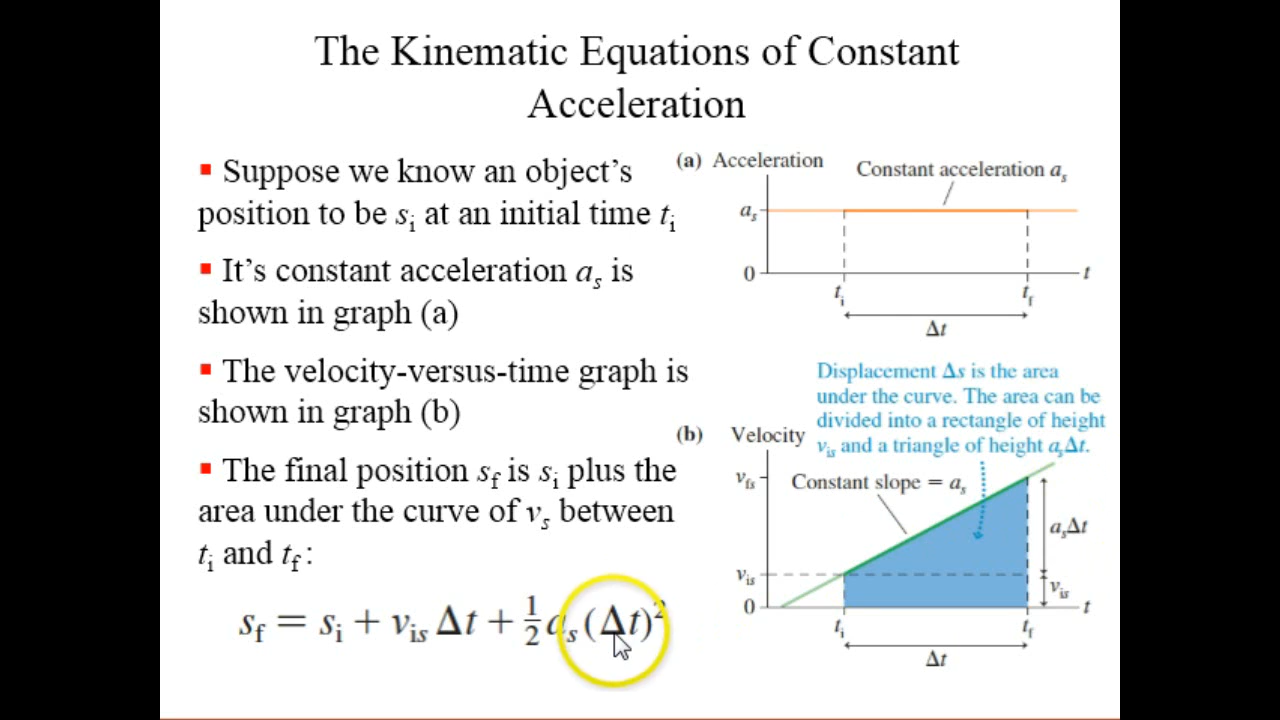 The Kinematic Equations of Constant
Acceleration
▪ Suppose we know an object's
position to be sᵢ at an initial time tᵢ
▪ It's constant acceleration aₛ is
shown in graph (a)
▪ The velocity-versus-time graph is
shown in graph (b)
▪ The final position s_f is sᵢ plus the
area under the curve of vₛ between
tᵢ and t_f:
s_f = sᵢ + vᵢₛ Δt + ½ aₛ (Δt)²
(a) Acceleration
Constant acceleration aₛ
aₛ
0
t
tᵢ
t_f
Δt
Displacement Δs is the area
under the curve. The area can be
divided into a rectangle of height
vᵢₛ and a triangle of height aₛΔt.
(b) Velocity
v_fs
Constant slope = aₛ
aₛΔt
vᵢₛ
vᵢₛ
0
t
tᵢ
t_f
Δt